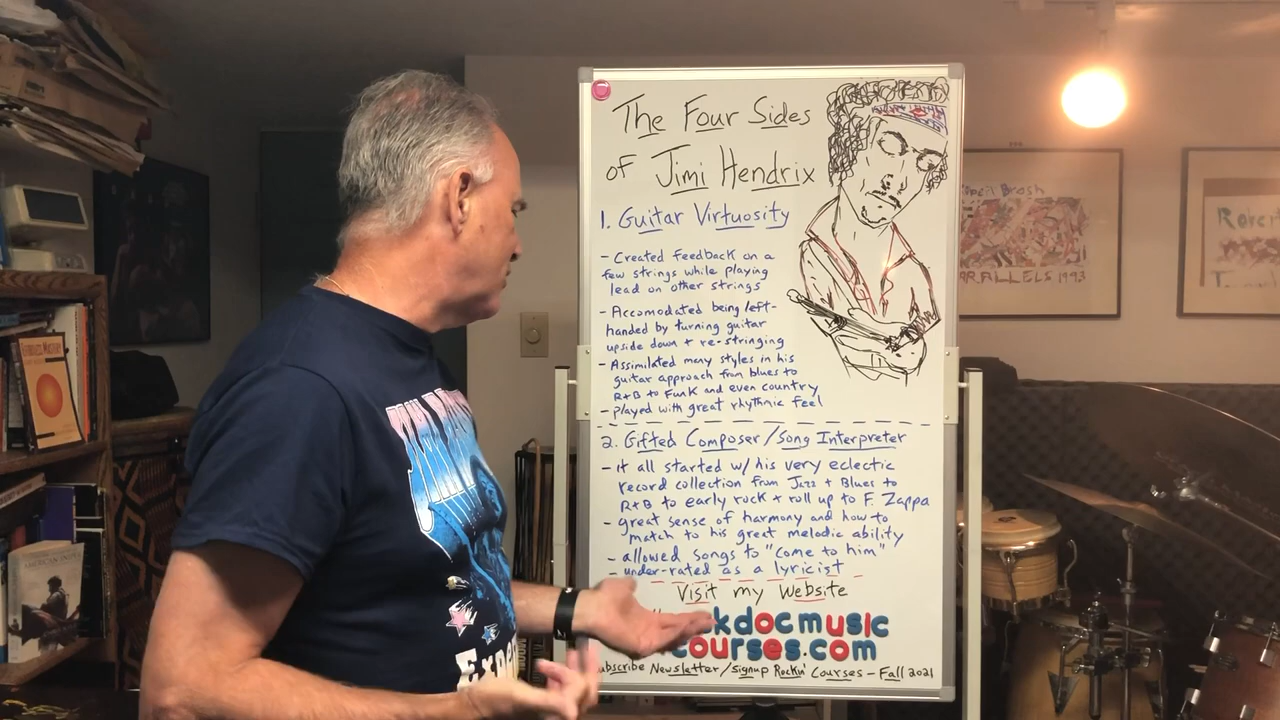 The Four Sides
of Jimi Hendrix
1. Guitar Virtuosity
- Created Feedback on a
few strings while playing
lead on other strings
- Accomodated being left-
handed by turning guitar
upside down + re-stringing
- Assimilated many styles in his
guitar approach from blues to
R+B to Funk and even country
- played with great rhythmic feel
2. Gifted Composer/Song Interpreter
- it all started w/his very eclectic
record collection from Jazz + Blues to
R+B to early rock + roll up to F. Zappa
- great sense of harmony and how to
match to his great melodic ability
- allowed songs to "come to him"
- under-rated as a lyricist
Visit my Website
ckdocmusic
courses.com
Subscribe Newsletter/Signup Rockin' Courses - Fall 2021
Brosh
PARALLELS 1993
AMERICAN